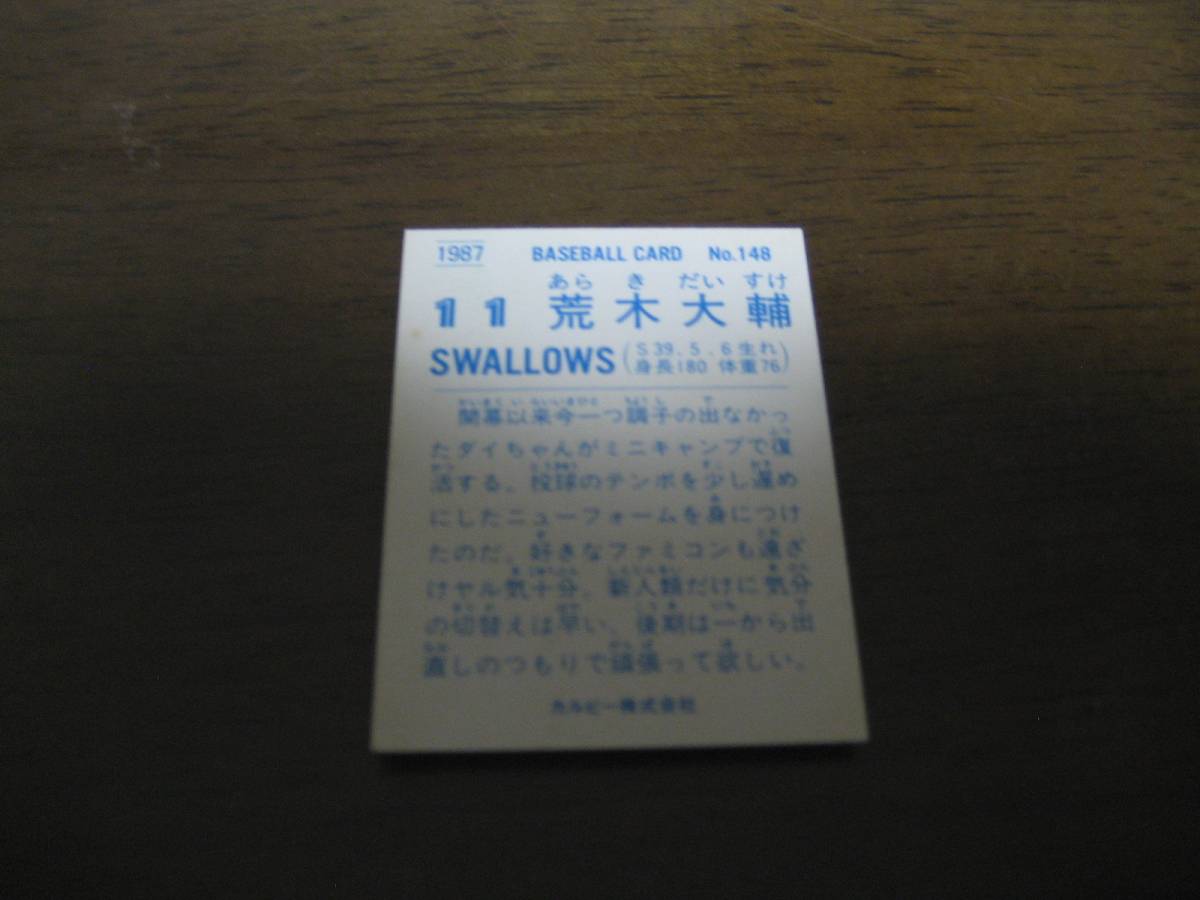 1987 BASEBALL CARD No.148
あら き だい すけ
11 荒木大輔
SWALLOWS (S39.5.6生れ
身長180 体重76)
開幕以来今一つ調子の出なかっ
たダイちゃんがミニキャンプで復
活する。投球のテンポを少し遅め
にしたニューフォームを身につけ
たのだ。好きなファミコンも遠ざ
けヤル気十分。新人類だけに気分
の切替えは早い。後期は一から出
直しのつもりで頑張って欲しい。
カルビー株式会社